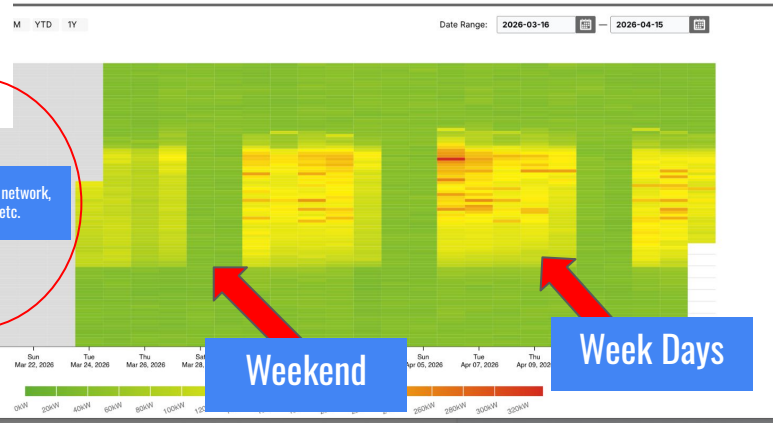 M YTD 1Y
Date Range: 2026-03-16 — 2026-04-15
network,
etc.
Sun Tue Thu Sat Sun Tue Thu
Mar 22, 2026 Mar 24, 2026 Mar 26, 2026 Mar 28, Apr 05, 2026 Apr 07, 2026 Apr 09, 202
Weekend
Week Days
0kW 20kW 40kW 60kW 80kW 100kW 120 260kW 280kW 300kW 320kW